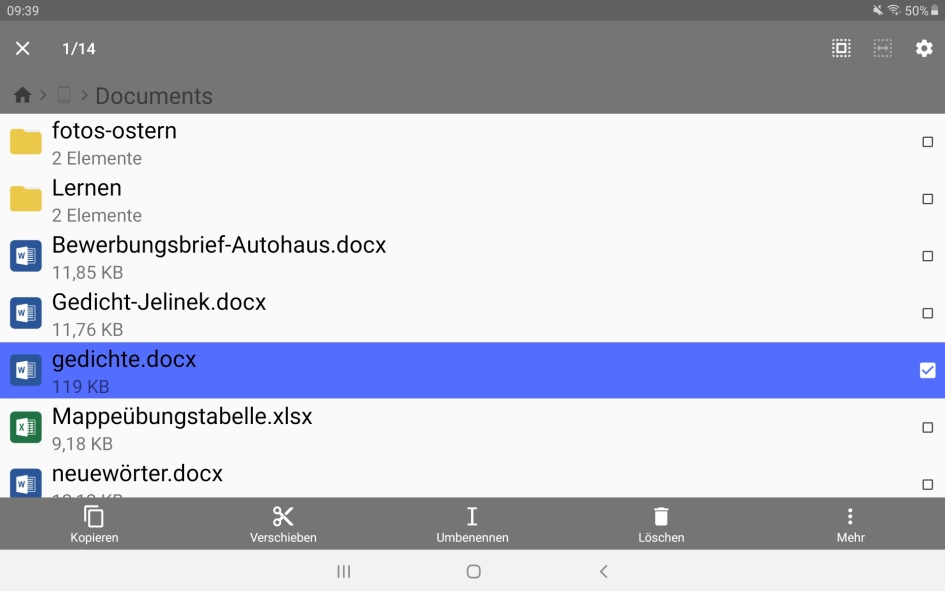 09:39
50%
1/14
Documents
fotos-ostern
2 Elemente
Lernen
2 Elemente
Bewerbungsbrief-Autohaus.docx
11,85 KB
Gedicht-Jelinek.docx
11,76 KB
gedichte.docx
119 KB
Mappeübungstabelle.xlsx
9,18 KB
neuewörter.docx
KB
Kopieren
Verschieben
Umbenennen
Löschen
Mehr